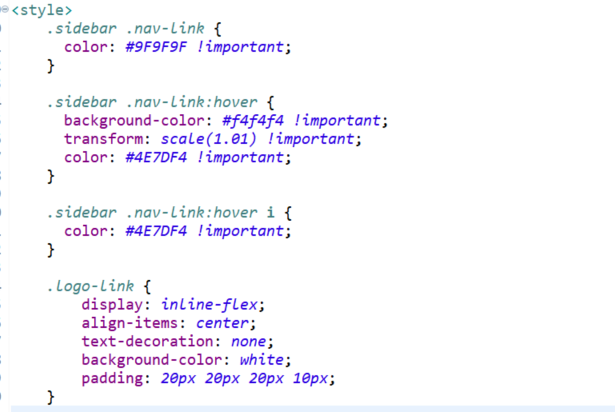 <style>
.sidebar .nav-link {
color: #9F9F9F !important;
}
.sidebar .nav-link:hover {
background-color: #f4f4f4 !important;
transform: scale(1.01) !important;
color: #4E7DF4 !important;
}
.sidebar .nav-link:hover i {
color: #4E7DF4 !important;
}
.logo-link {
display: inline-flex;
align-items: center;
text-decoration: none;
background-color: white;
padding: 20px 20px 20px 10px;
}